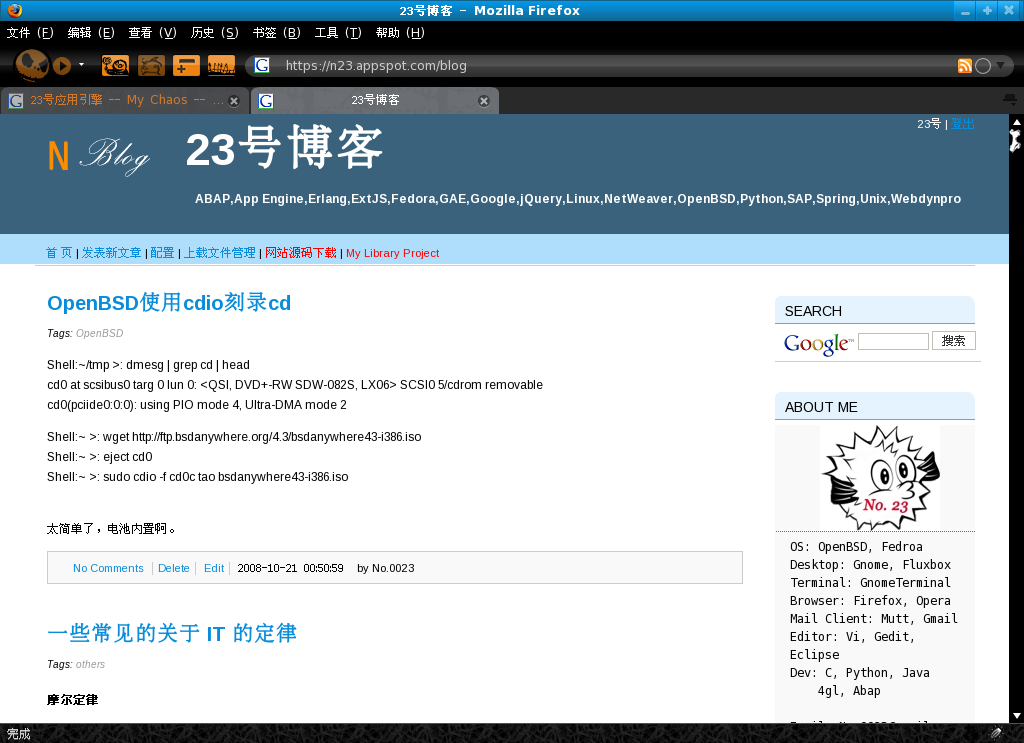 23号博客 - Mozilla Firefox
文件 (F) 编辑 (E) 查看 (V) 历史 (S) 书签 (B) 工具 (T) 帮助 (H)
https://n23.appspot.com/blog
23号应用引擎 -- My Chaos -- ...
23号博客
23号 | 登出
N Blog 23号博客
ABAP,App Engine,Erlang,ExtJS,Fedora,GAE,Google,jQuery,Linux,NetWeaver,OpenBSD,Python,SAP,Spring,Unix,Webdynpro
首 页 | 发表新文章 | 配置 | 上载文件管理 | 网站源码下载 | My Library Project
OpenBSD使用cdio刻录cd
Tags: OpenBSD
Shell:~/tmp >: dmesg | grep cd | head
cd0 at scsibus0 targ 0 lun 0: <QSI, DVD+-RW SDW-082S, LX06> SCSI0 5/cdrom removable
cd0(pciide0:0:0): using PIO mode 4, Ultra-DMA mode 2
Shell:~ >: wget http://ftp.bsdanywhere.org/4.3/bsdanywhere43-i386.iso
Shell:~ >: eject cd0
Shell:~ >: sudo cdio -f cd0c tao bsdanywhere43-i386.iso
太简单了，电池内置啊。
No Comments Delete Edit 2008-10-21 00:50:59 by No.0023
一些常见的关于 IT 的定律
Tags: others
摩尔定律
SEARCH
Google™ 搜索
ABOUT ME
No. 23
OS: OpenBSD, Fedroa
Desktop: Gnome, Fluxbox
Terminal: GnomeTerminal
Browser: Firefox, Opera
Mail Client: Mutt, Gmail
Editor: Vi, Gedit,
Eclipse
Dev: C, Python, Java
4gl, Abap
完成